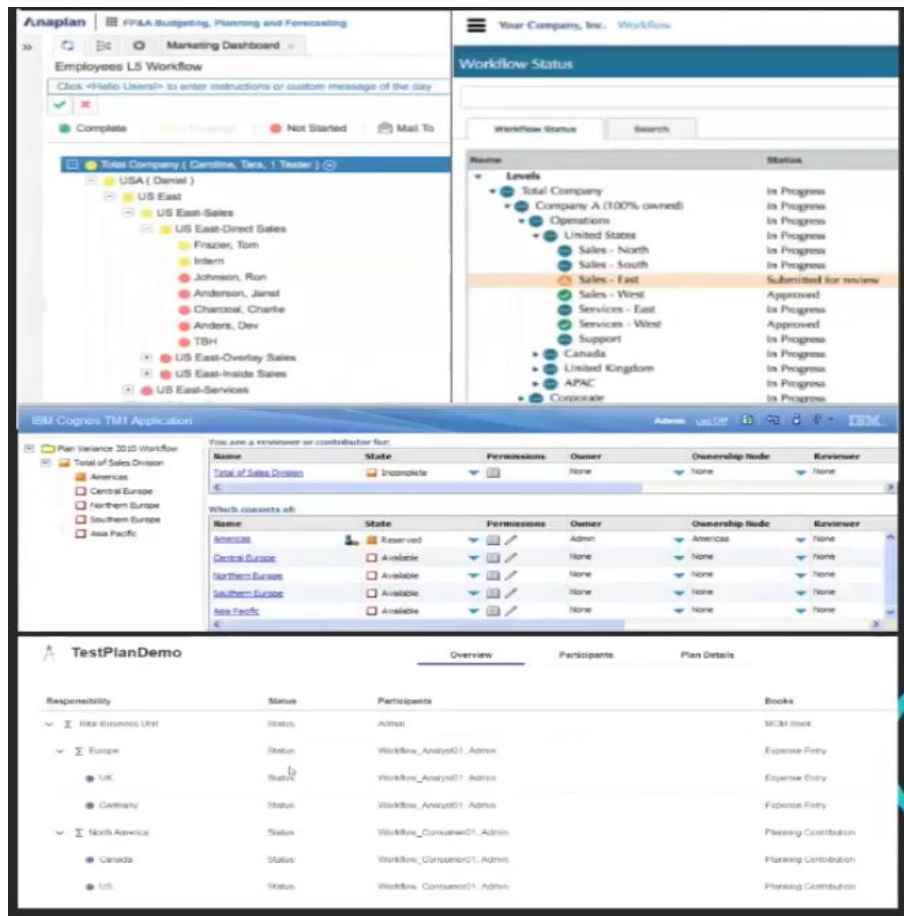 Anaplan FP&A Budgeting, Planning and Forecasting
Marketing Dashboard
Employees L5 Workflow
Click <Hello Users!> to enter instructions or custom message of the day
Complete Not Started Mail To
Total Company ( Caroline, Tara, 1 Tester )
USA ( Daniel )
US East
US East-Sales
US East-Direct Sales
Frazier, Tom
Intern
Johnson, Ron
Anderson, Janet
Charcoal, Charlie
Anders, Dev
TBH
US East-Overlay Sales
US East-Inside Sales
US East-Services
Your Company, Inc. Workflow
Workflow Status
Workflow Status Search
Name Status
Levels
Total Company In Progress
Company A (100% owned) In Progress
Operations In Progress
United States In Progress
Sales - North In Progress
Sales - South In Progress
Sales - East Submitted for review
Sales - West Approved
Services - East In Progress
Services - West Approved
Support In Progress
Canada In Progress
United Kingdom In Progress
APAC In Progress
Corporate In Progress
IBM Cognos TM1 Application Admin Log Off IBM
Plan Variance 2010 Workflow
Total of Sales Division
Americas
Central Europe
Northern Europe
Southern Europe
Asia Pacific
You are a reviewer or contributor for:
Name State Permissions Owner Ownership Node Reviewer
Total of Sales Division Incomplete None None None
Which consists of:
Name State Permissions Owner Ownership Node Reviewer
Americas Reserved Admin Americas None
Central Europe Available None None None
Northern Europe Available None None None
Southern Europe Available None None None
Asia Pacific Available None None None
TestPlanDemo Overview Participants Plan Details
Responsibility Status Participants Books
Σ Total Business Unit Status Admin MCM Book
Σ Europe Status Workflow_Analyst01, Admin Expense Entry
UK Status Workflow_Analyst01, Admin Expense Entry
Germany Status Workflow_Analyst01, Admin Expense Entry
Σ North America Status Workflow_Consumer01, Admin Planning Contribution
Canada Status Workflow_Consumer01, Admin Planning Contribution
US Status Workflow_Consumer01, Admin Planning Contribution